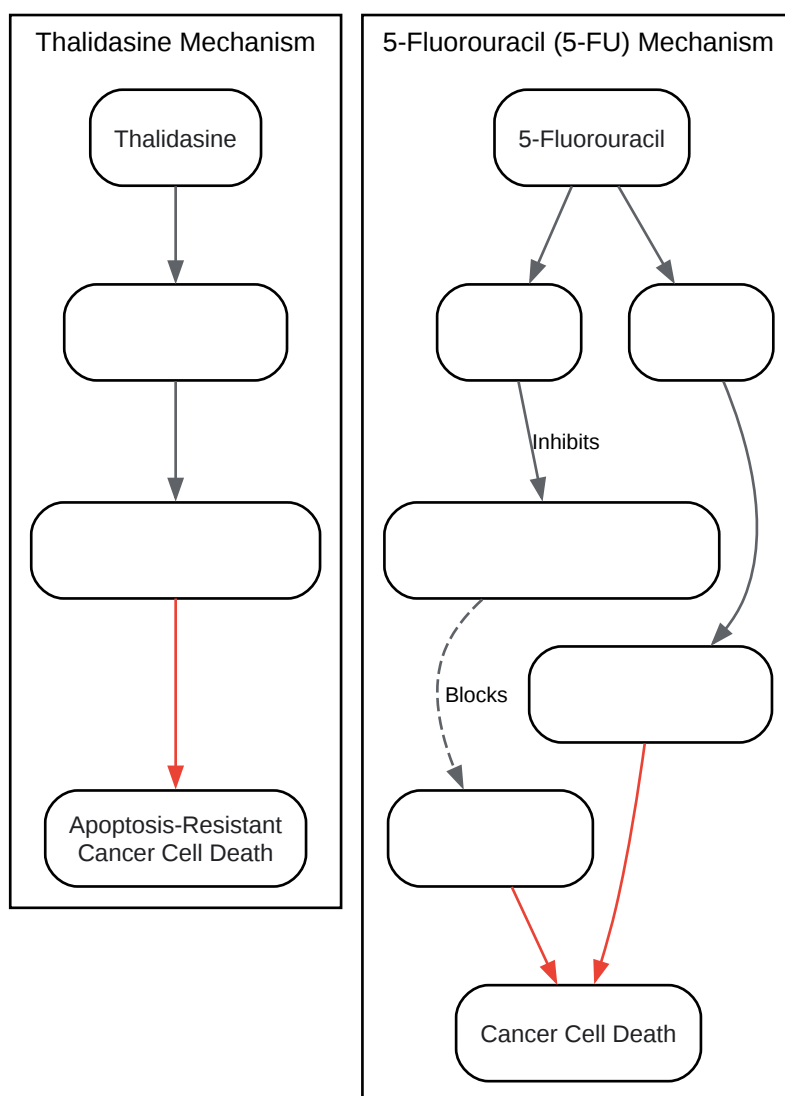 Thalidasine Mechanism
Thalidasine
Apoptosis-Resistant
Cancer Cell Death
5-Fluorouracil (5-FU) Mechanism
5-Fluorouracil
Inhibits
Blocks
Cancer Cell Death